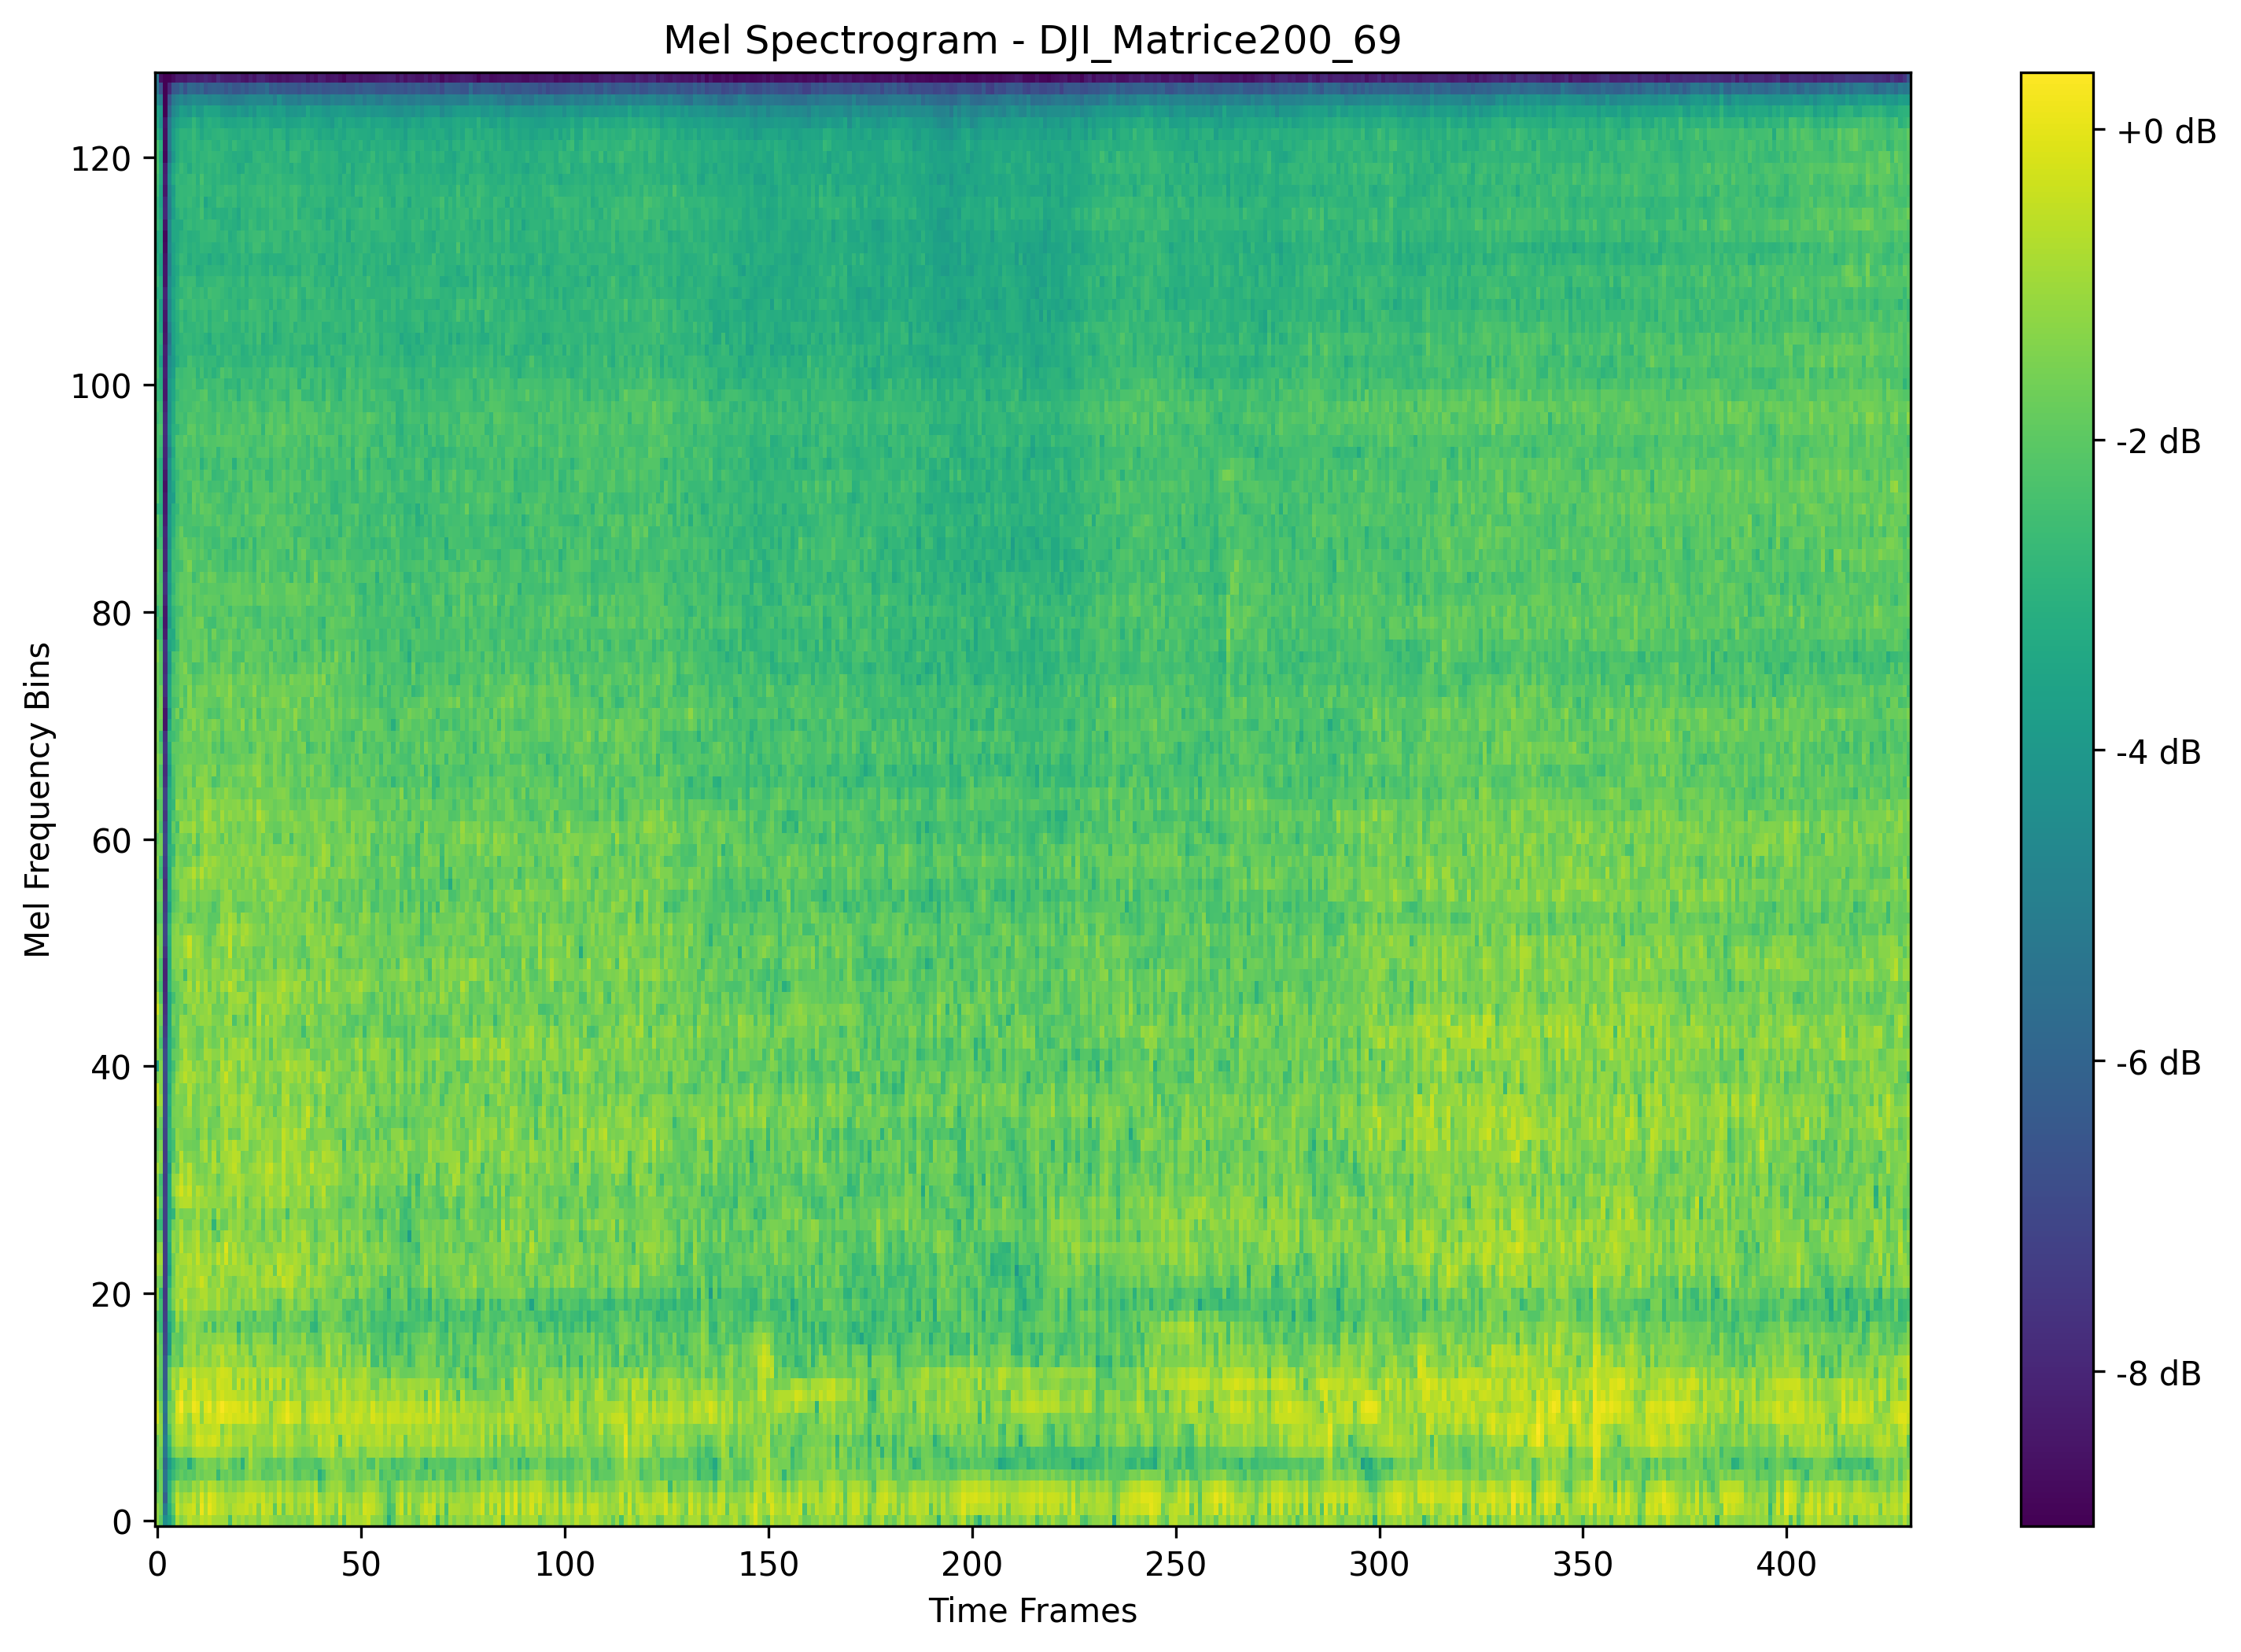 Mel Spectrogram - DJI_Matrice200_69
Mel Frequency Bins
120
100
80
60
40
20
0
0 50 100 150 200 250 300 350 400
Time Frames
+0 dB
-2 dB
-4 dB
-6 dB
-8 dB